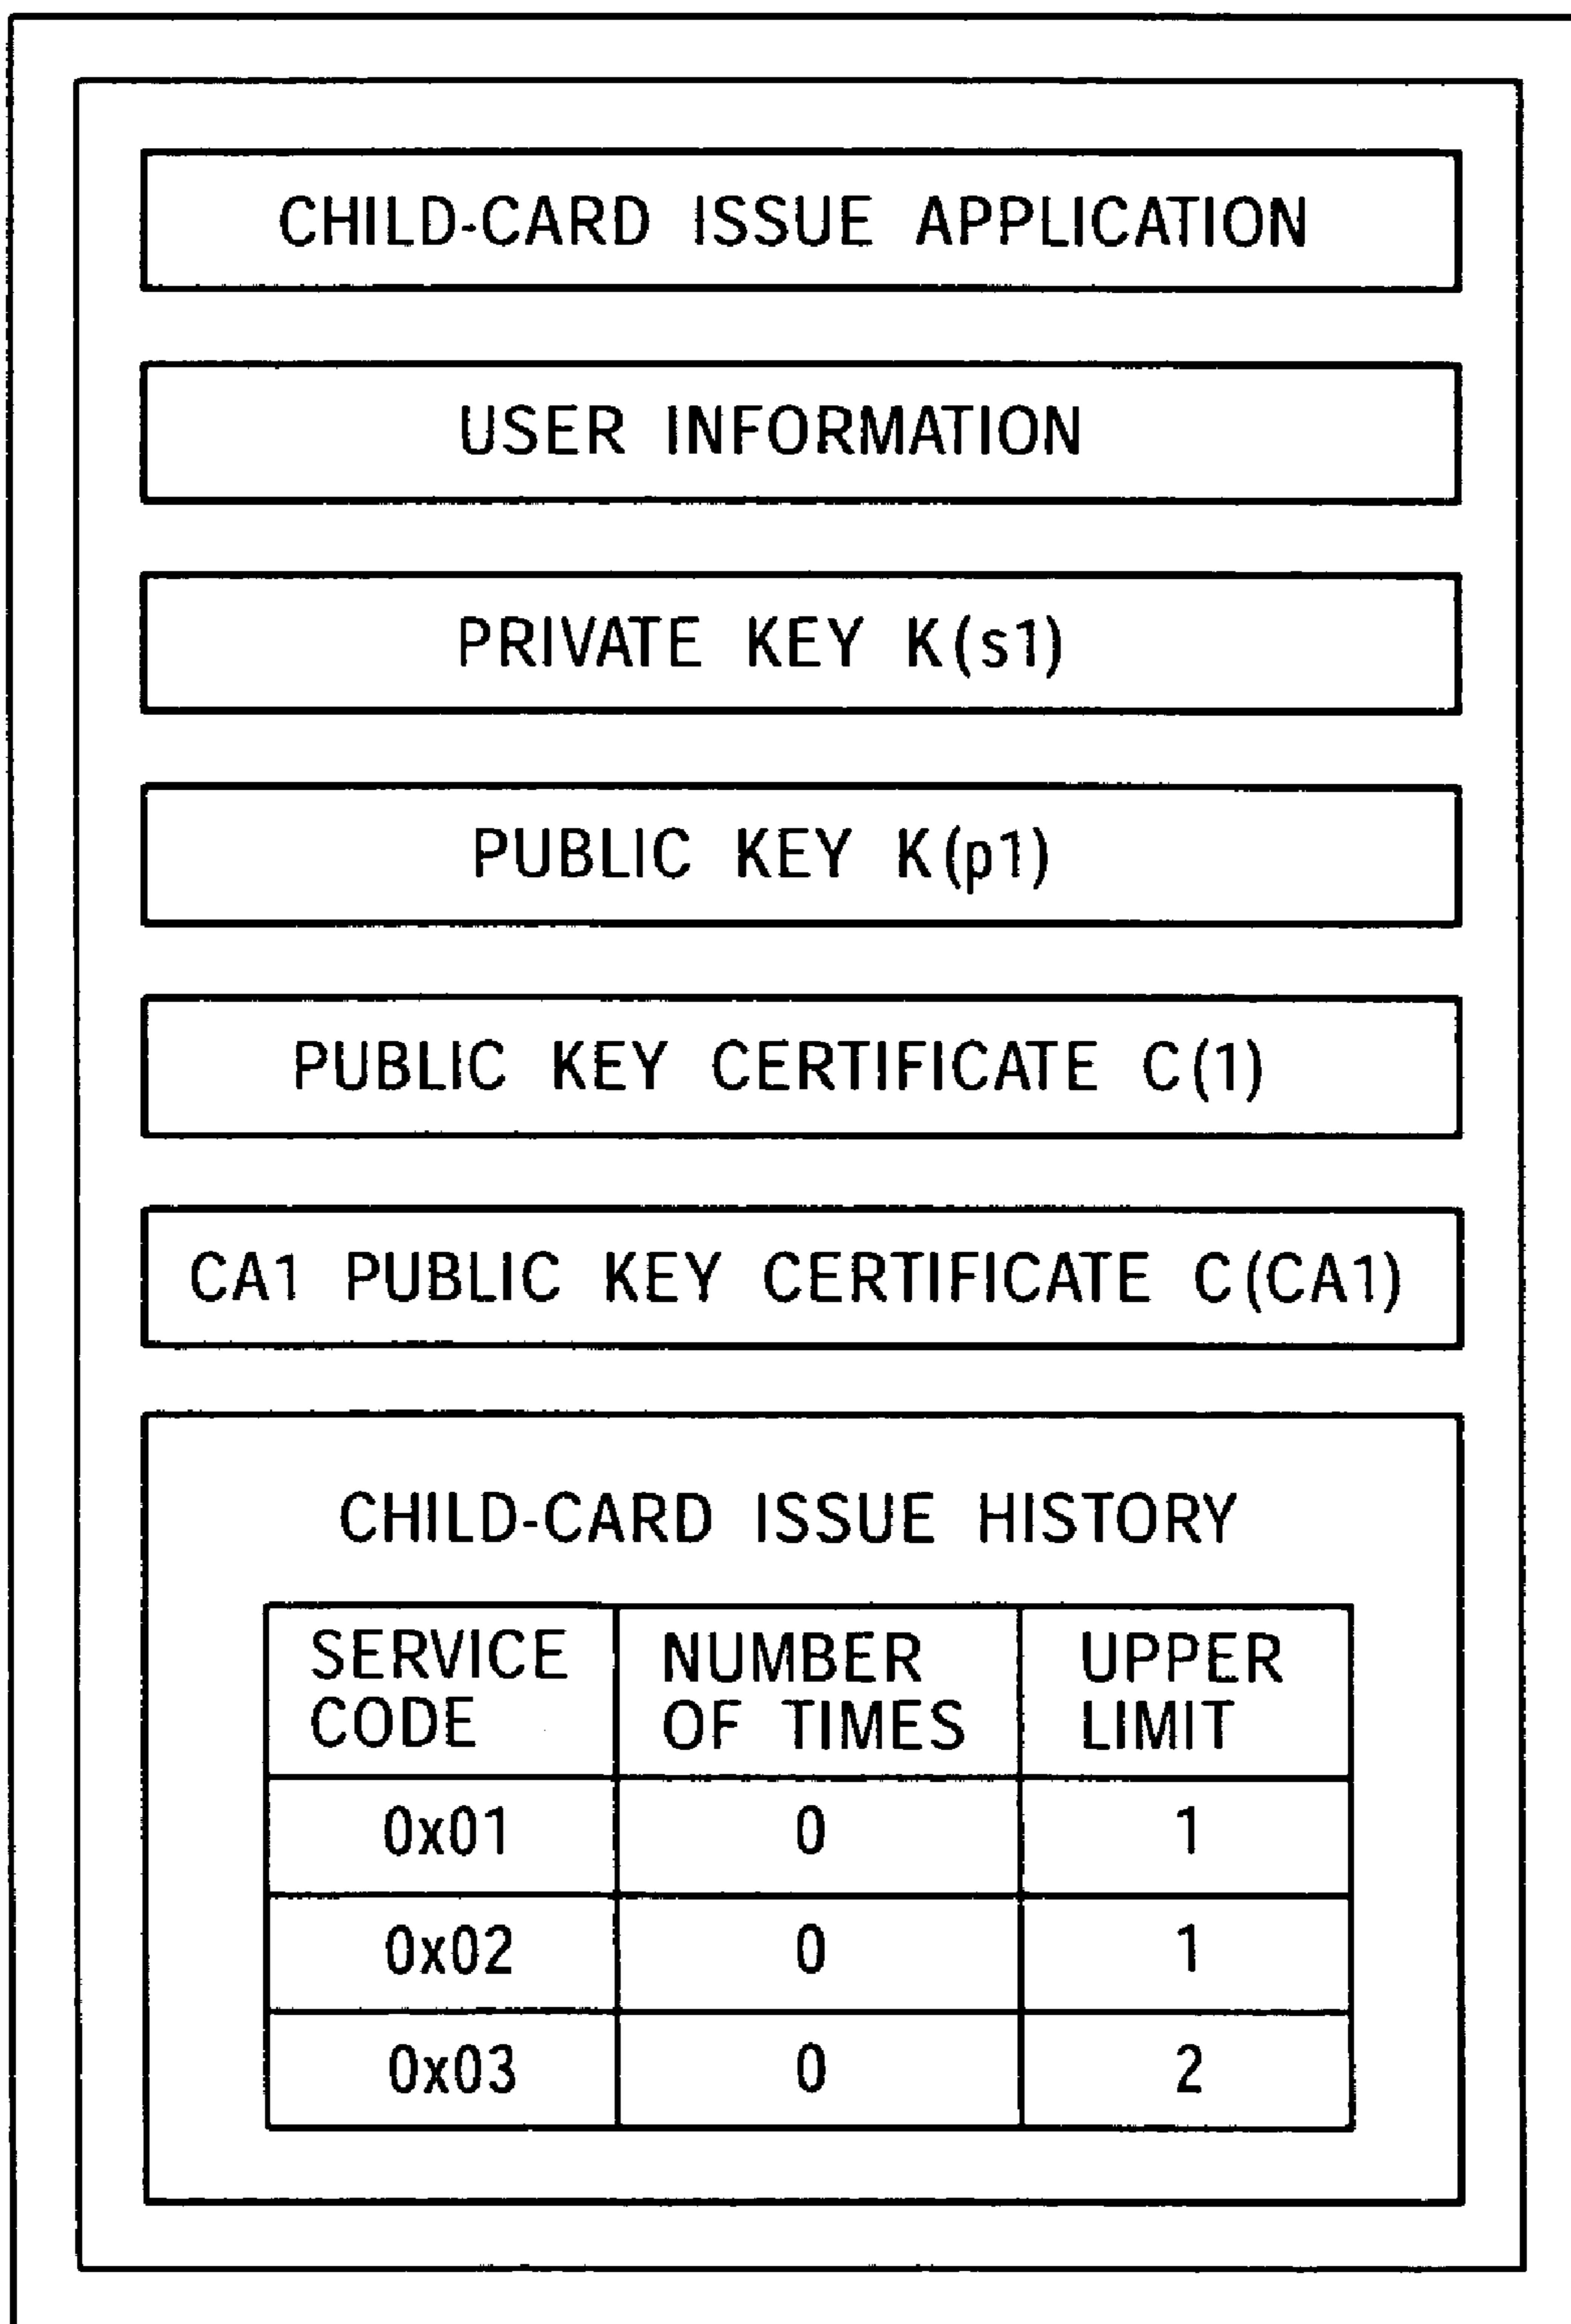 CHILD-CARD ISSUE APPLICATION
USER INFORMATION
PRIVATE KEY K(s1)
PUBLIC KEY K(p1)
PUBLIC KEY CERTIFICATE C(1)
CA1 PUBLIC KEY CERTIFICATE C(CA1)
CHILD-CARD ISSUE HISTORY
SERVICE CODE NUMBER OF TIMES UPPER LIMIT
0x01 0 1
0x02 0 1
0x03 0 2